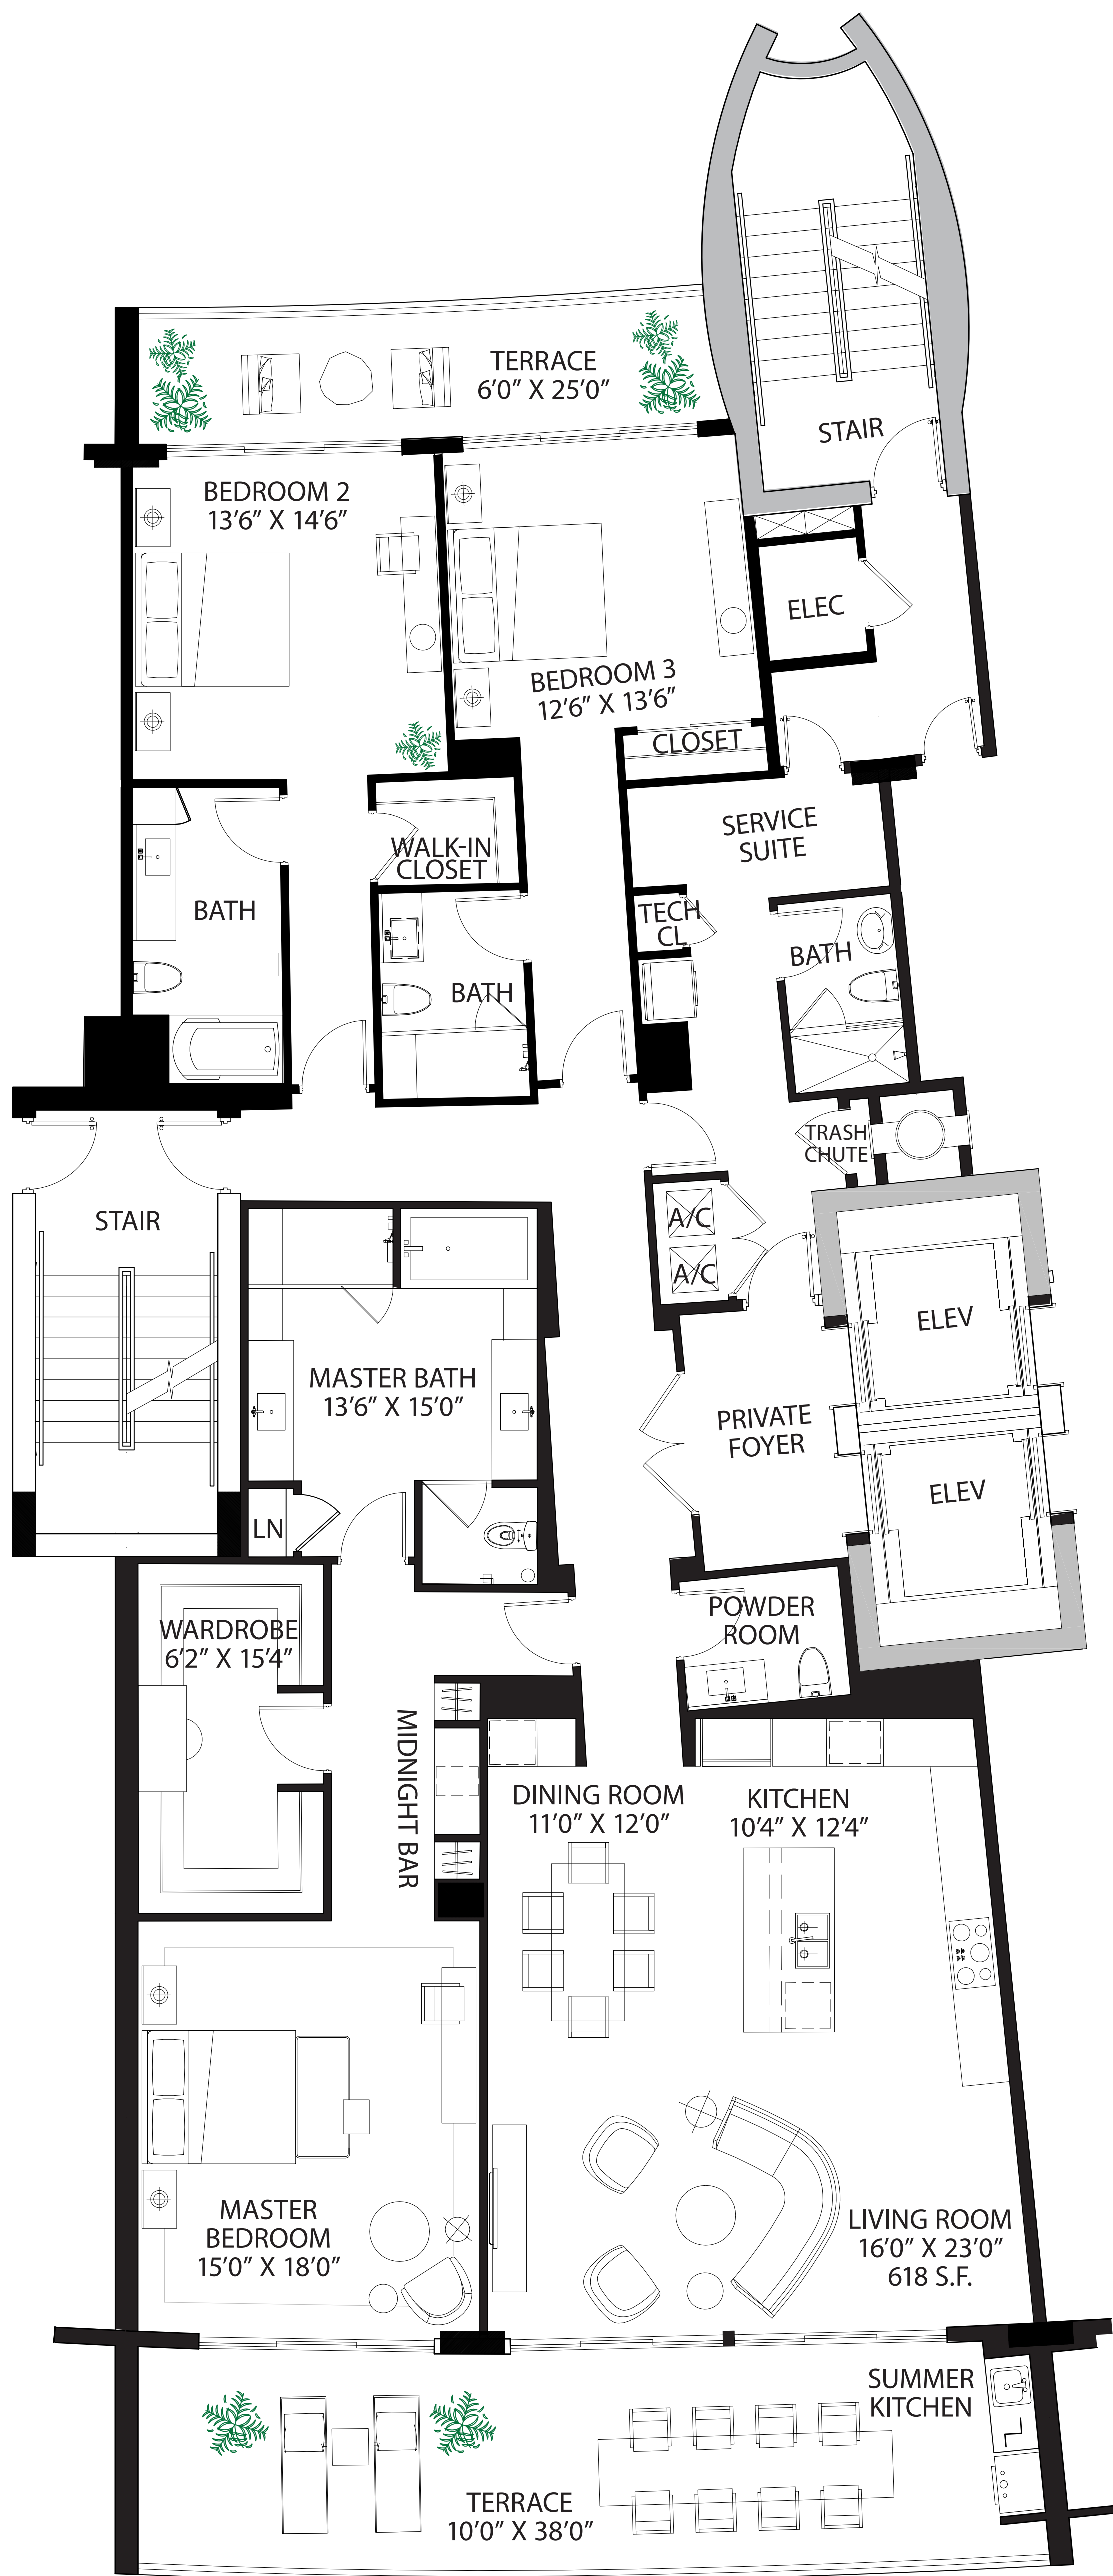 TERRACE
6’0” X 25’0”
STAIR
BEDROOM 2
13’6” X 14’6”
ELEC
BEDROOM 3
12’6” X 13’6”
CLOSET
SERVICE
SUITE
WALK-IN
CLOSET
BATH
TECH
CL
BATH
BATH
TRASH
CHUTE
STAIR
A/C
A/C
ELEV
MASTER BATH
13’6” X 15’0”
PRIVATE
FOYER
ELEV
LN
POWDER
ROOM
WARDROBE
6’2” X 15’4”
MIDNIGHT BAR
DINING ROOM
11’0” X 12’0”
KITCHEN
10’4” X 12’4”
MASTER
BEDROOM
15’0” X 18’0”
LIVING ROOM
16’0” X 23’0”
618 S.F.
SUMMER
KITCHEN
TERRACE
10’0” X 38’0”